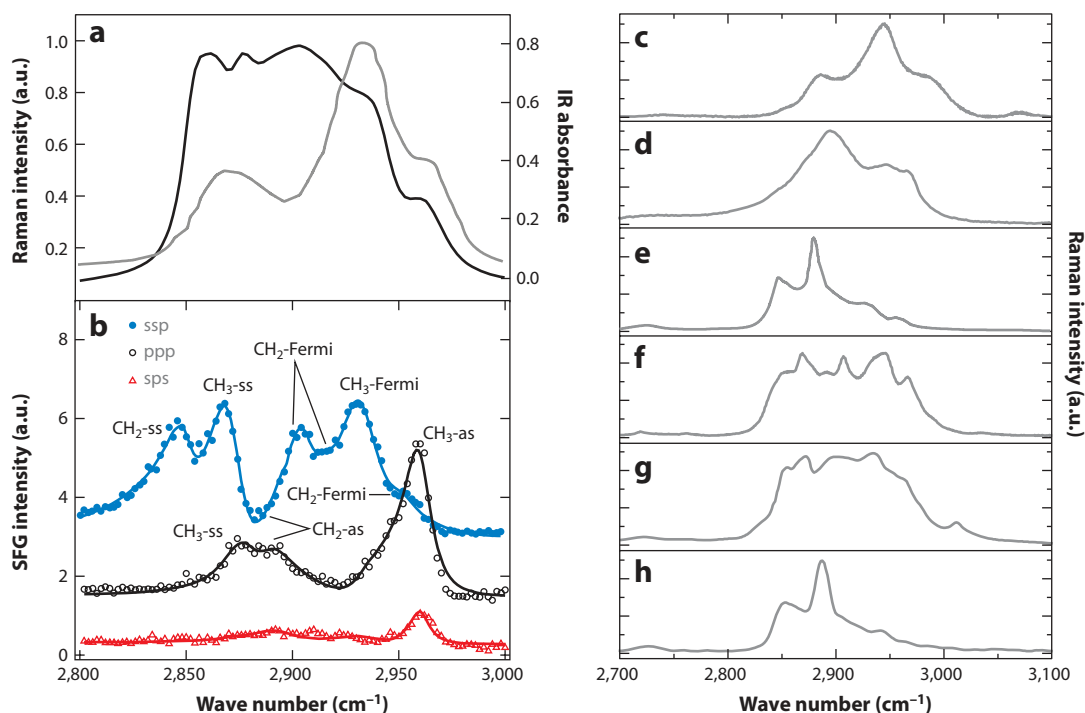 a
Raman intensity (a.u.)
1.0
0.8
0.6
0.4
0.2
0.8
0.6
0.4
0.2
0.0
IR absorbance
b
ssp
ppp
sps
SFG intensity (a.u.)
8
6
4
2
0
CH₂-ss
CH₃-ss
CH₂-Fermi
CH₃-Fermi
CH₃-as
CH₂-Fermi
CH₃-ss
CH₂-as
2,800
2,850
2,900
2,950
3,000
Wave number (cm⁻¹)
c
d
e
f
g
h
Raman intensity (a.u.)
2,700
2,800
2,900
3,000
3,100
Wave number (cm⁻¹)